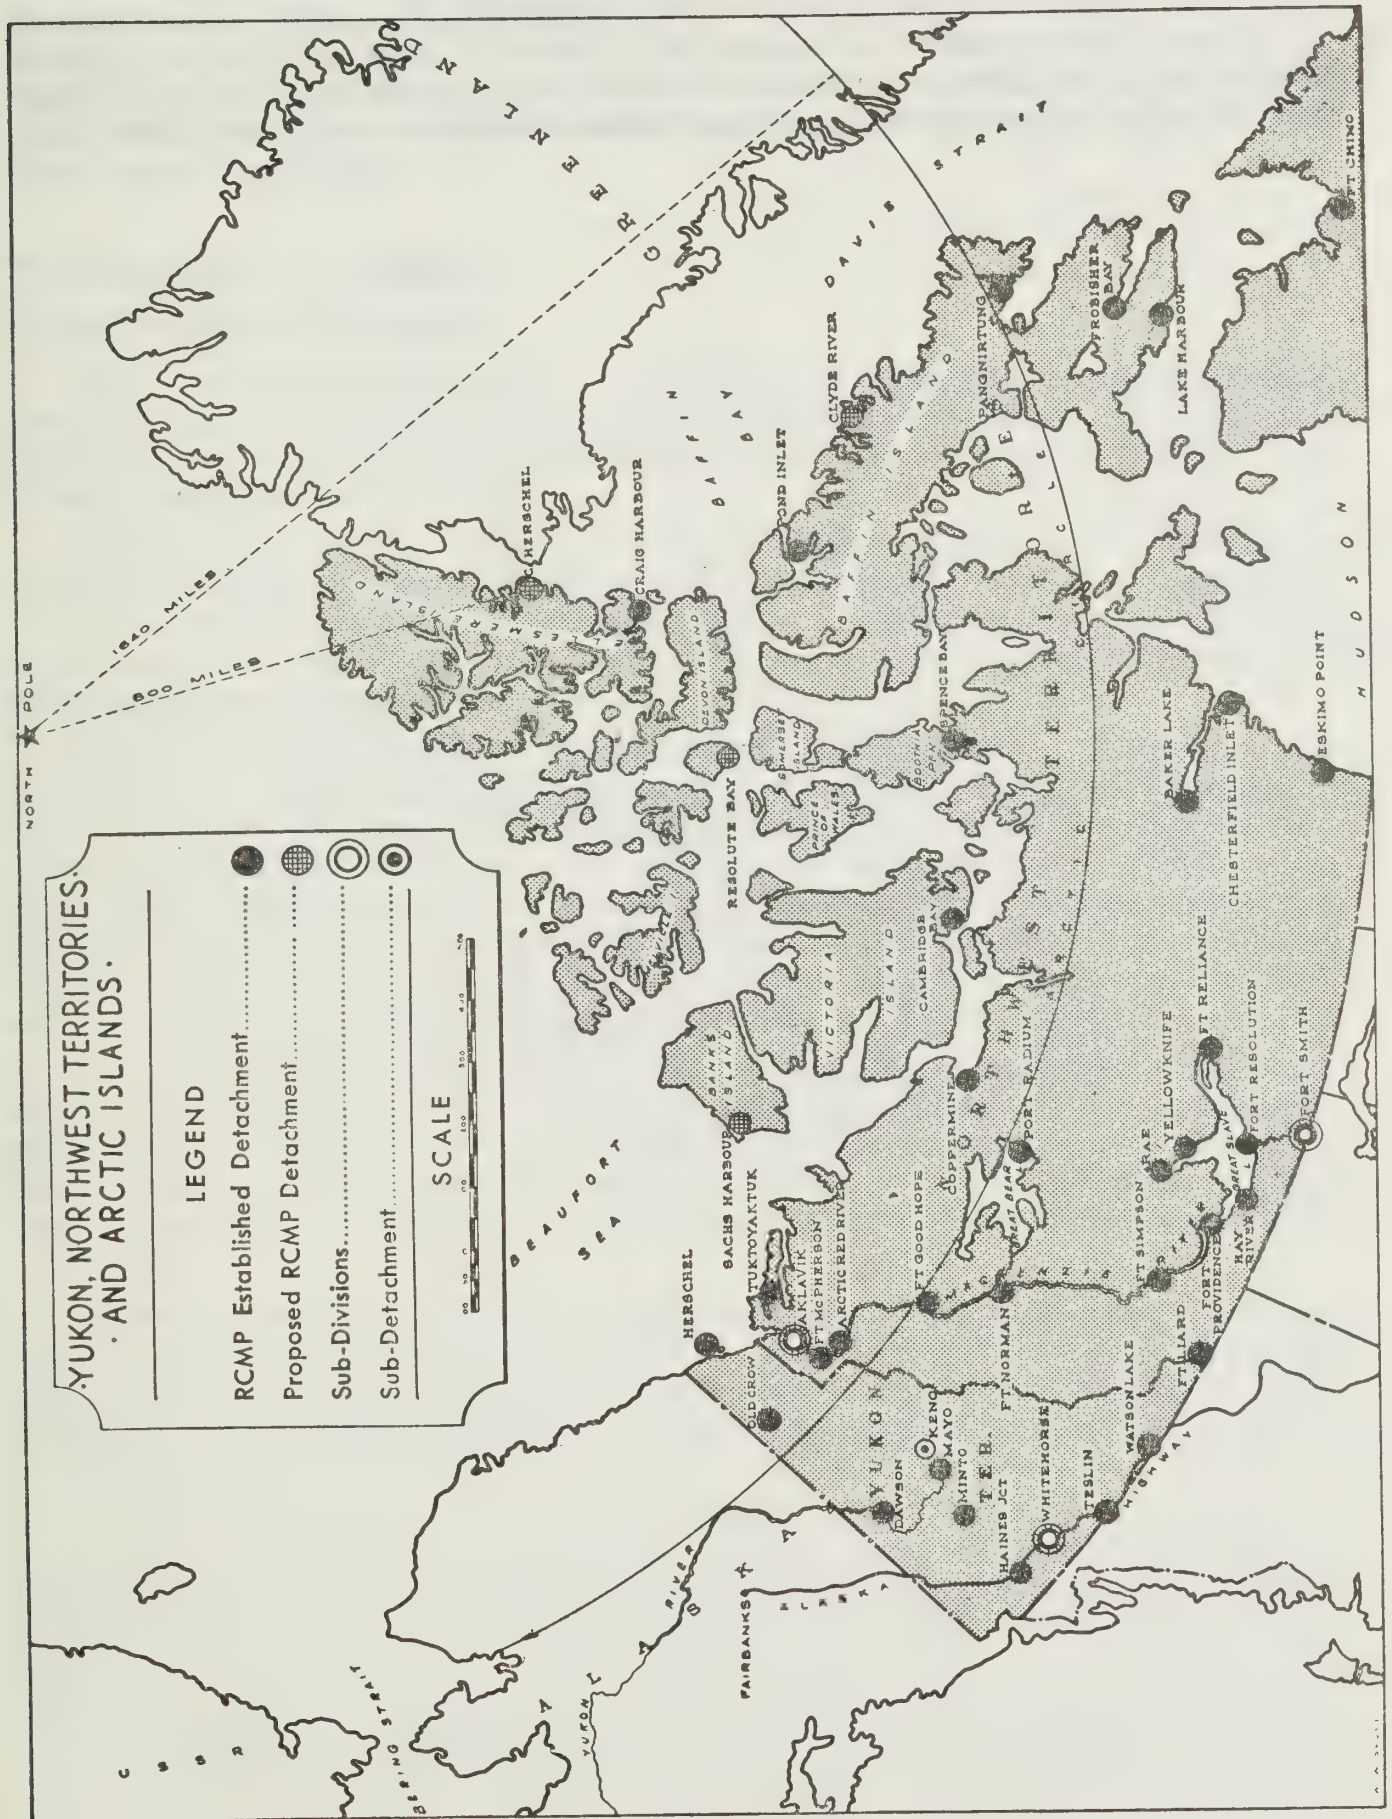 YUKON, NORTHWEST TERRITORIES
· AND ARCTIC ISLANDS ·
LEGEND
RCMP Established Detachment
Proposed RCMP Detachment
Sub-Divisions
Sub-Detachment
SCALE
NORTH POLE
1640 MILES
800 MILES
GREENLAND
BERING STRAIT
BEAUFORT
SEA
BAFFIN
BAY
DAVIS STRAIT
HUDSON
ELLESMERE ISLAND
C. HERSCHEL
CRAIG HARBOUR
DEVON ISLAND
RESOLUTE BAY
SOMERSET
ISLAND
PRINCE
OF
WALES
BOOTHIA
PEN
SPENCE BAY
POND INLET
CLYDE RIVER
BAFFIN ISLAND
PANGNIRTUNG
FROBISHER
BAY
LAKE HARBOUR
FT CHIMO
BANKS
ISLAND
SACHS HARBOUR
VICTORIA
ISLAND
CAMBRIDGE
BAY
COPPERMINE
PORT RADIUM
GREAT BEAR L
NORTHWEST TERRITORIES
ARCTIC CIRCLE
BAKER LAKE
CHESTERFIELD INLET
ESKIMO POINT
HERSCHEL
TUKTOYAKTUK
AKLAVIK
FT MCPHERSON
ARCTIC RED RIVER
FT GOOD HOPE
FT NORMAN
FT SIMPSON
FT LIARD
FORT
PROVIDENCE
HAY
RIVER
RAE
YELLOWKNIFE
FT RELIANCE
GREAT SLAVE L
FORT RESOLUTION
FORT SMITH
OLD CROW
YUKON
TER.
DAWSON
KENO
MAYO
MINTO
HAINES JCT
WHITEHORSE
TESLIN
WATSON LAKE
ALASKA
HIGHWAY
FAIRBANKS
YUKON RIVER
ALASKA